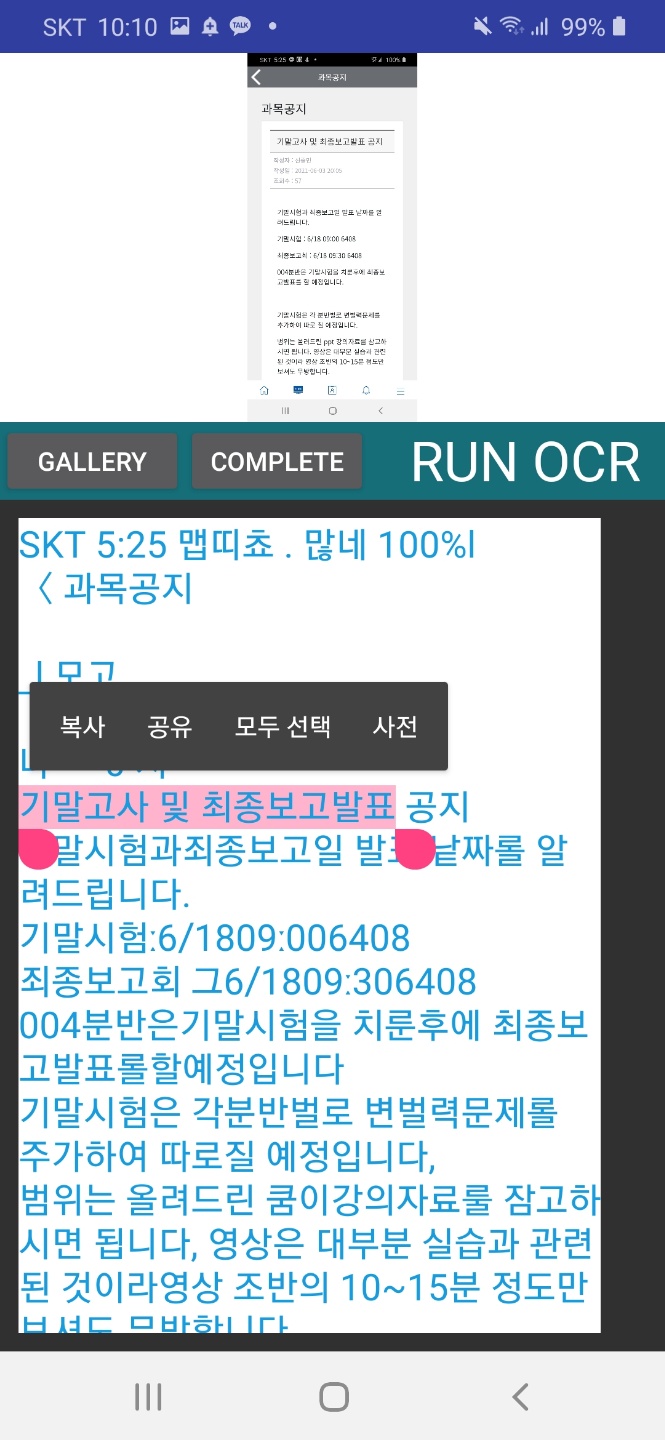 SKT 10:10 TALK 99%
SKT 5:25 100%
과목공지
과목공지
기말고사 및 최종보고발표 공지
작성자 :
작성일 : 2021-06-03 20:05
조회수 : 57
기말시험과 최종보고일 발표 날짜를 알
려드립니다.
기말시험 : 6/18 09:00 6408
최종보고회 : 6/18 09:30 6408
004분반은 기말시험을 치룬후에 최종보
고발표를 할 예정입니다.
기말시험은 각 분반별로 변별력문제를
추가하여 따로 질 예정입니다.
범위는 올려드린 ppt 강의자료를 참고하
시면 됩니다. 영상은 대부분 실습과 관련
된 것이라 영상 초반의 10~15분 정도만
보셔도 무방합니다.
GALLERY COMPLETE RUN OCR
SKT 5:25 맵띠쵸 . 많네 100%l
〈 과목공지
ㅣ모고
복사 공유 모두 선택 사전
기말고사 및 최종보고발표 공지
말시험과죄종보고일 발표 낱짜롤 알
려드립니다.
기말시험:6/1809:006408
죄종보고회 그6/1809:306408
004분반은기말시험을 치룬후에 최종보
고발표롤할예정입니다
기말시험은 각분반벌로 변벌력문제롤
주가하여 따로질 예정입니다,
범위는 올려드린 쿰이강의자료룰 잠고하
시면 됩니다, 영상은 대부분 실습과 관련
된 것이라영상 조반의 10~15분 정도만
보셔도 무방합니다